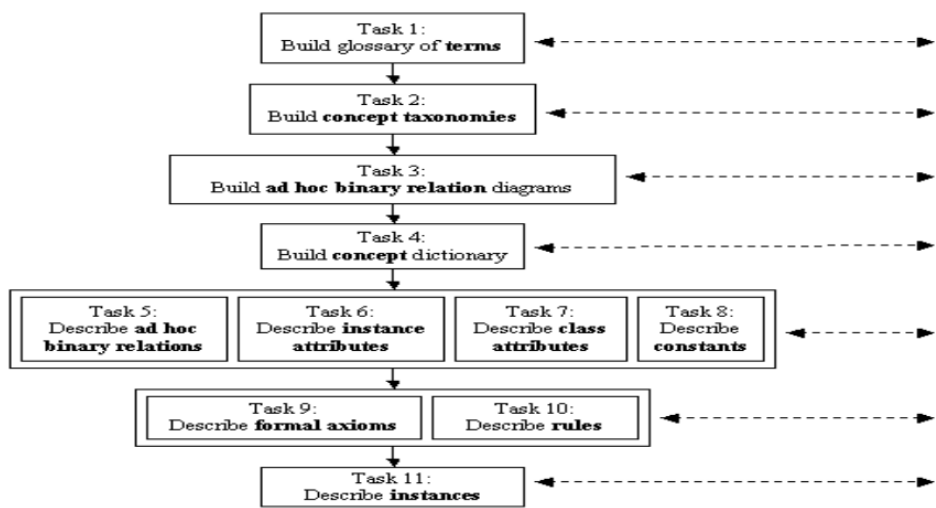 Task 1:
Build glossary of terms
Task 2:
Build concept taxonomies
Task 3:
Build ad hoc binary relation diagrams
Task 4:
Build concept dictionary
Task 5:
Describe ad hoc
binary relations
Task 6:
Describe instance
attributes
Task 7:
Describe class
attributes
Task 8:
Describe
constants
Task 9:
Describe formal axioms
Task 10:
Describe rules
Task 11:
Describe instances